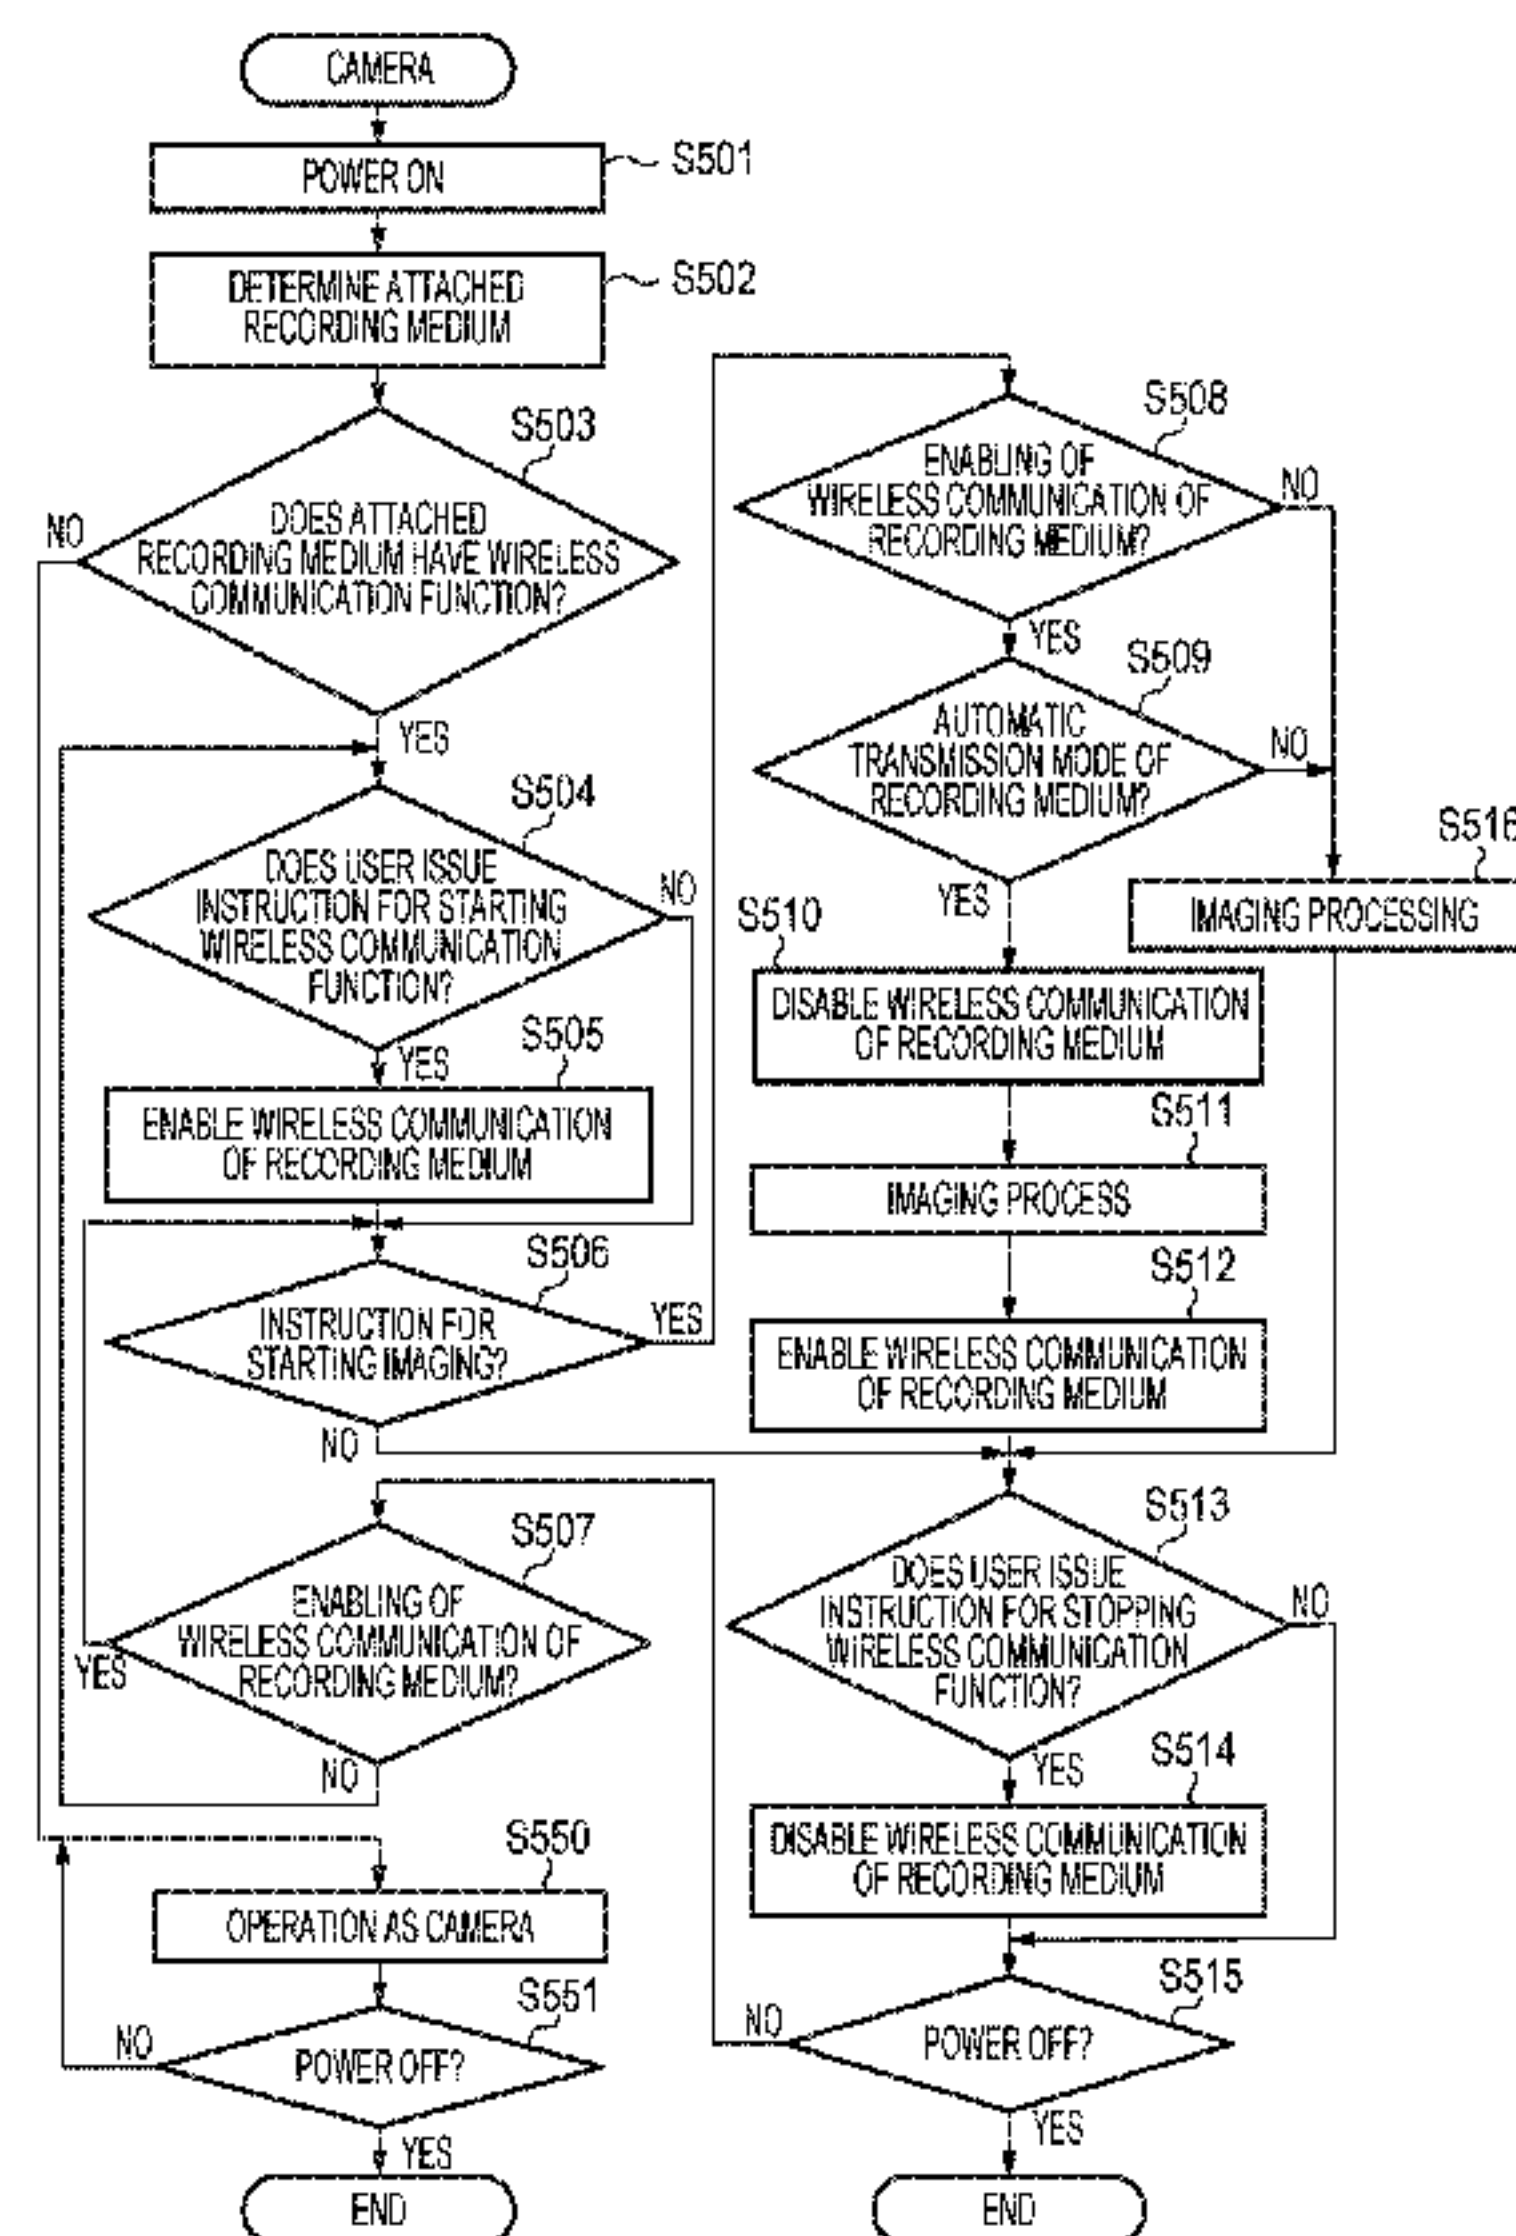 CAMERA
POWER ON
S501
DETERMINE ATTACHED
RECORDING MEDIUM
S502
S503
DOES ATTACHED
RECORDING MEDIUM HAVE WIRELESS
COMMUNICATION FUNCTION?
NO
YES
S504
DOES USER ISSUE
INSTRUCTION FOR STARTING
WIRELESS COMMUNICATION
FUNCTION?
NO
YES
S505
ENABLE WIRELESS COMMUNICATION
OF RECORDING MEDIUM
S506
INSTRUCTION FOR
STARTING IMAGING?
YES
NO
S507
ENABLING OF
WIRELESS COMMUNICATION OF
RECORDING MEDIUM?
YES
NO
S550
OPERATION AS CAMERA
S551
POWER OFF?
NO
YES
END
S508
ENABLING OF
WIRELESS COMMUNICATION OF
RECORDING MEDIUM?
NO
YES
S509
AUTOMATIC
TRANSMISSION MODE OF
RECORDING MEDIUM?
NO
YES
S516
IMAGING PROCESSING
S510
DISABLE WIRELESS COMMUNICATION
OF RECORDING MEDIUM
S511
IMAGING PROCESS
S512
ENABLE WIRELESS COMMUNICATION
OF RECORDING MEDIUM
S513
DOES USER ISSUE
INSTRUCTION FOR STOPPING
WIRELESS COMMUNICATION
FUNCTION?
NO
YES
S514
DISABLE WIRELESS COMMUNICATION
OF RECORDING MEDIUM
S515
POWER OFF?
NO
YES
END